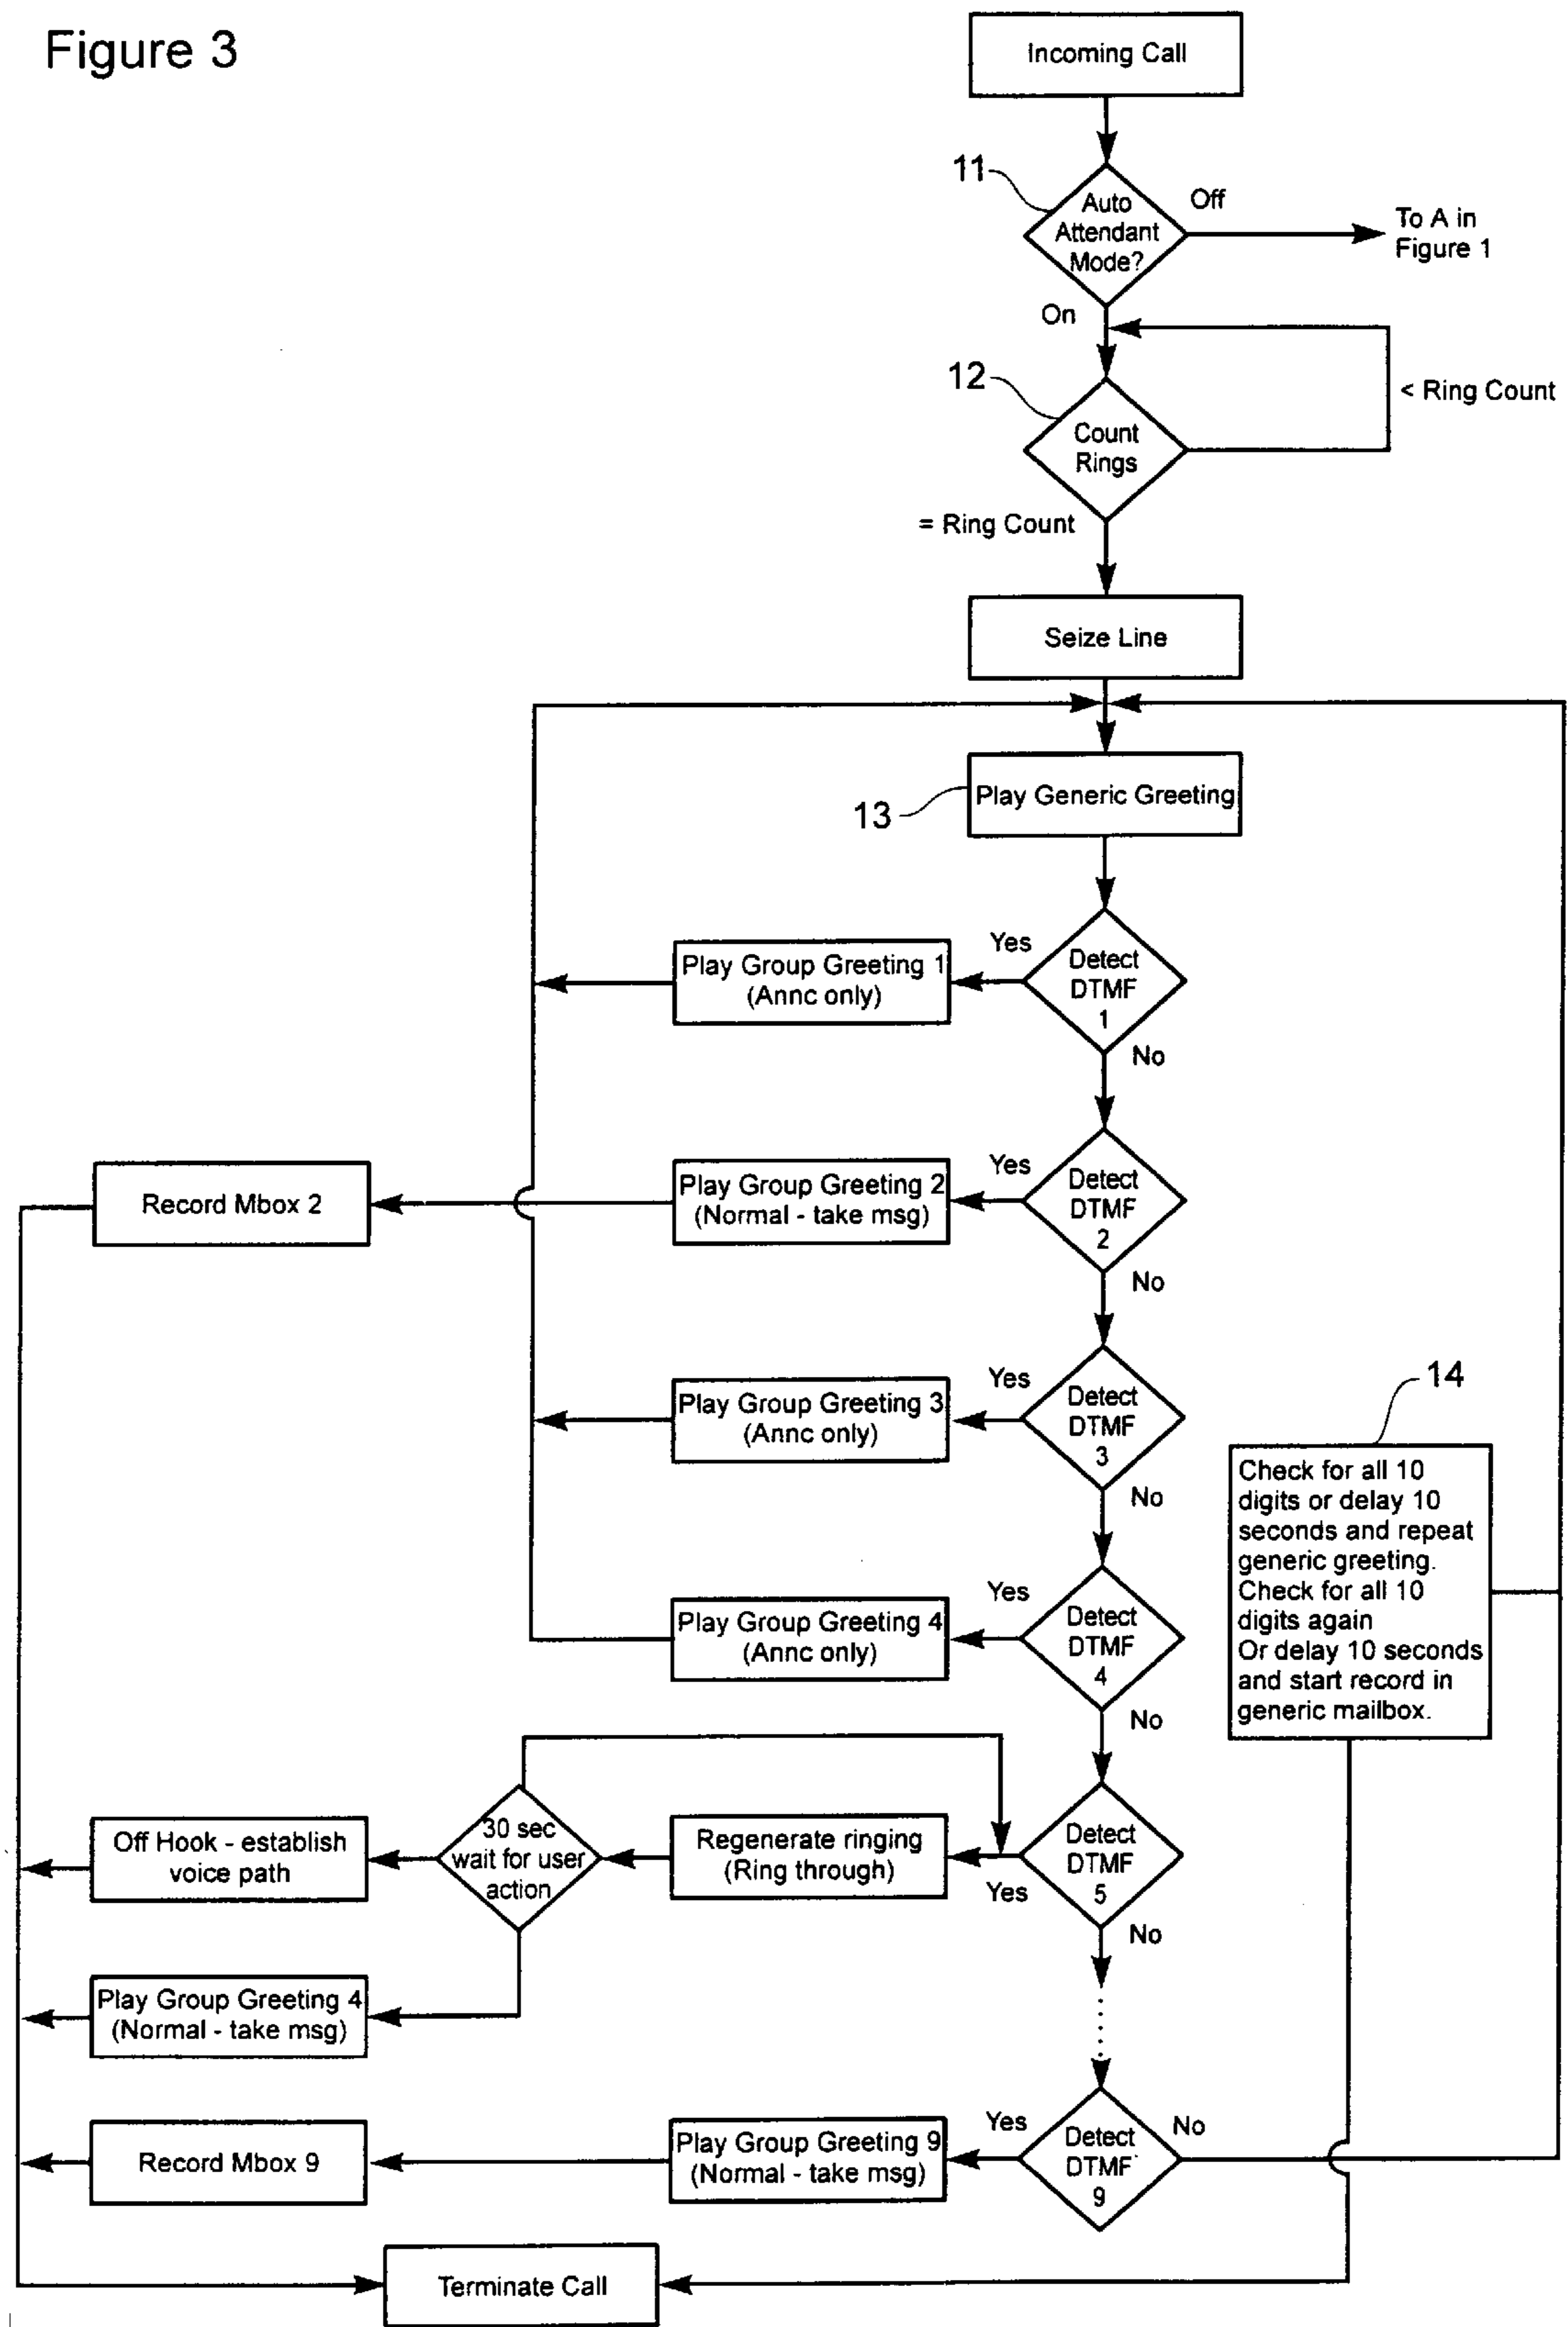 Figure 3
Incoming Call
11
Auto
Attendant
Mode?
Off
To A in
Figure 1
On
12
Count
Rings
< Ring Count
= Ring Count
Seize Line
13
Play Generic Greeting
Detect
DTMF
1
Yes
Play Group Greeting 1
(Annc only)
No
Detect
DTMF
2
Yes
Play Group Greeting 2
(Normal - take msg)
Record Mbox 2
No
Detect
DTMF
3
Yes
Play Group Greeting 3
(Annc only)
No
14
Check for all 10
digits or delay 10
seconds and repeat
generic greeting.
Check for all 10
digits again
Or delay 10 seconds
and start record in
generic mailbox.
Detect
DTMF
4
Yes
Play Group Greeting 4
(Annc only)
No
Detect
DTMF
5
Yes
Regenerate ringing
(Ring through)
30 sec
wait for user
action
Off Hook - establish
voice path
No
Play Group Greeting 4
(Normal - take msg)
Detect
DTMF
9
Yes
No
Play Group Greeting 9
(Normal - take msg)
Record Mbox 9
Terminate Call